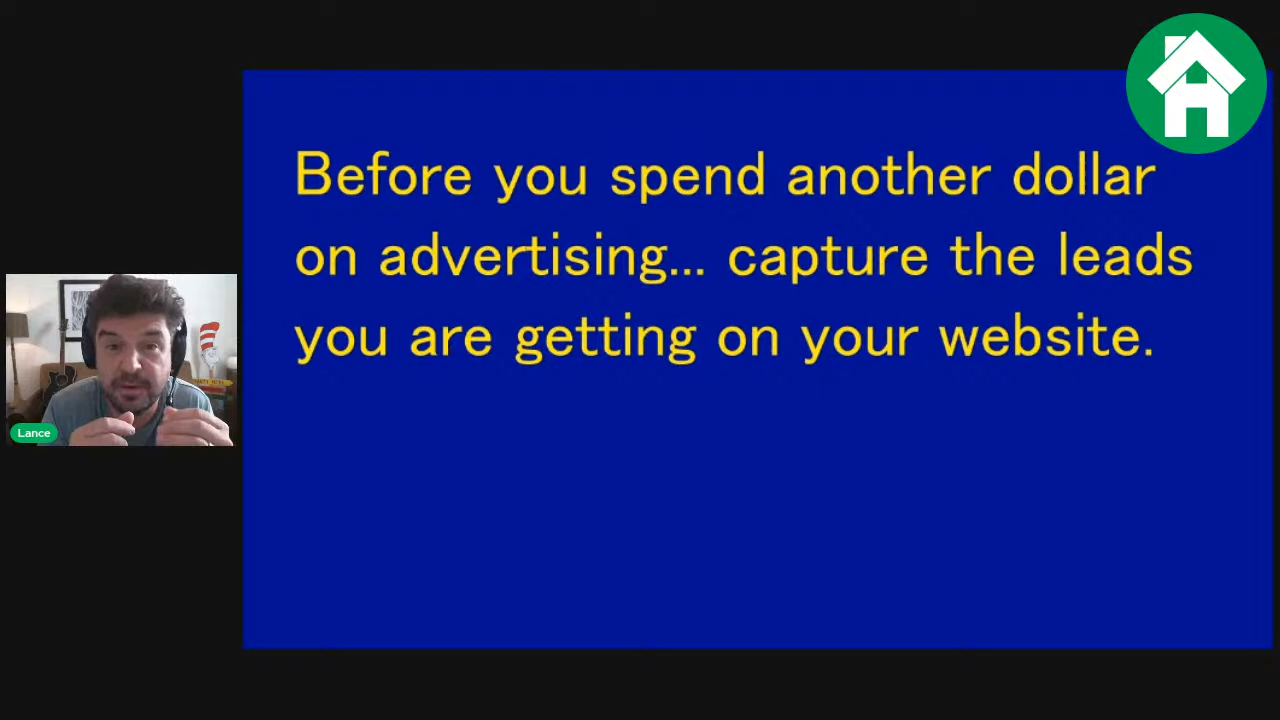 Before you spend another dollar
on advertising... capture the leads
you are getting on your website.
Lance